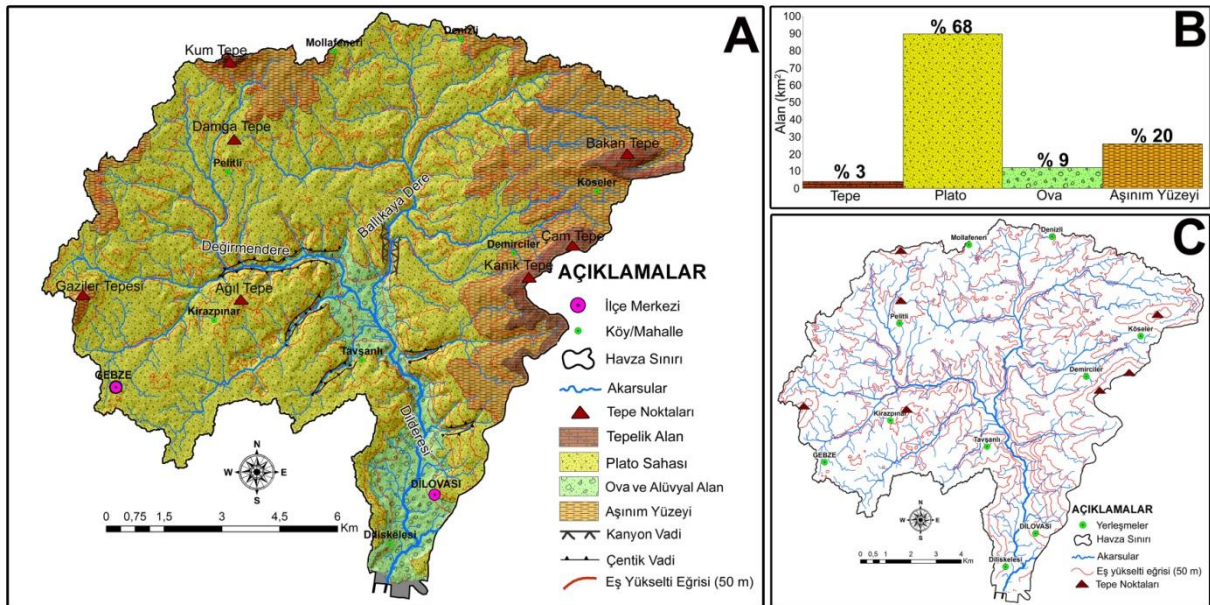 A
Kum Tepe
Mollafeneri
Denizli
Damga Tepe
Pelitli
Bakan Tepe
Köseler
Ballıkaya Dere
Değirmendere
Demirciler
Çam Tepe
Kanık Tepe
Gaziler Tepesi
Ağıl Tepe
Kirazpınar
Tavşanlı
GEBZE
Dilderesi
DİLOVASI
Diliskelesi
N
W E
S
0 0,75 1,5 3 4,5 6
Km
AÇIKLAMALAR
İlçe Merkezi
Köy/Mahalle
Havza Sınırı
Akarsular
Tepe Noktaları
Tepelik Alan
Plato Sahası
Ova ve Alüvyal Alan
Aşınım Yüzeyi
Kanyon Vadi
Çentik Vadi
Eş Yükselti Eğrisi (50 m)
B
Alan (km²)
100
90
80
70
60
50
40
30
20
10
0
% 3
% 68
% 9
% 20
Tepe Plato Ova Aşınım Yüzeyi
C
Mollafeneri
Denizli
Pelitli
Köseler
Demirciler
Kirazpınar
Tavşanlı
GEBZE
DİLOVASI
Diliskelesi
N
W E
S
0 0,5 1 2 3 4
Km
AÇIKLAMALAR
Yerleşmeler
Havza Sınırı
Akarsular
Eş yükselti eğrisi (50 m)
Tepe Noktaları